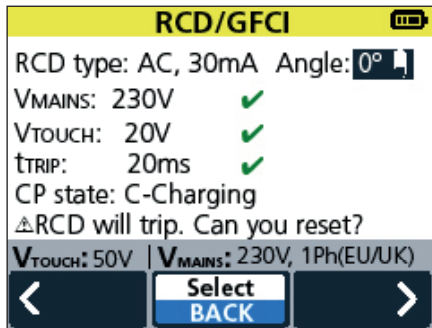 RCD/GFCI
RCD type: AC, 30mA Angle: 0°
VMAINS: 230V ✔
VTOUCH: 20V ✔
tTRIP: 20ms ✔
CP state: C-Charging
⚠RCD will trip. Can you reset?
VTOUCH: 50V | VMAINS: 230V, 1Ph(EU/UK)
< Select >
BACK